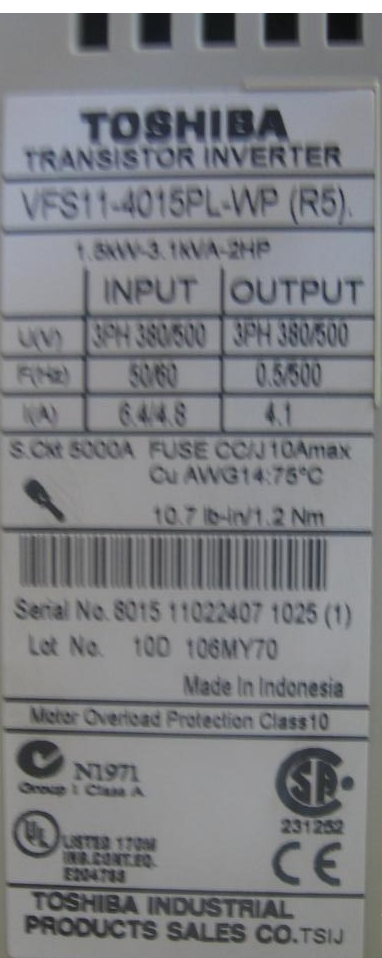 TOSHIBA
TRANSISTOR INVERTER
VFS11-4015PL-WP (R5).
1.5kW-3.1kVA-2HP
INPUT OUTPUT
U(V) 3PH 380/500 3PH 380/500
F(Hz) 50/60 0.5/500
I(A) 6.4/4.8 4.1
S.Ckt 5000A FUSE CC/J 10Amax
Cu AWG14:75°C
10.7 lb-in/1.2 Nm
Serial No. 8015 11022407 1025 (1)
Lot No. 10D 106MY70
Made In Indonesia
Motor Overload Protection Class10
N1971
Group 1 Class A
SA
231252
UL LISTED 170M
IND.CONT.EQ.
E204788
CE
TOSHIBA INDUSTRIAL
PRODUCTS SALES CO.TSIJ